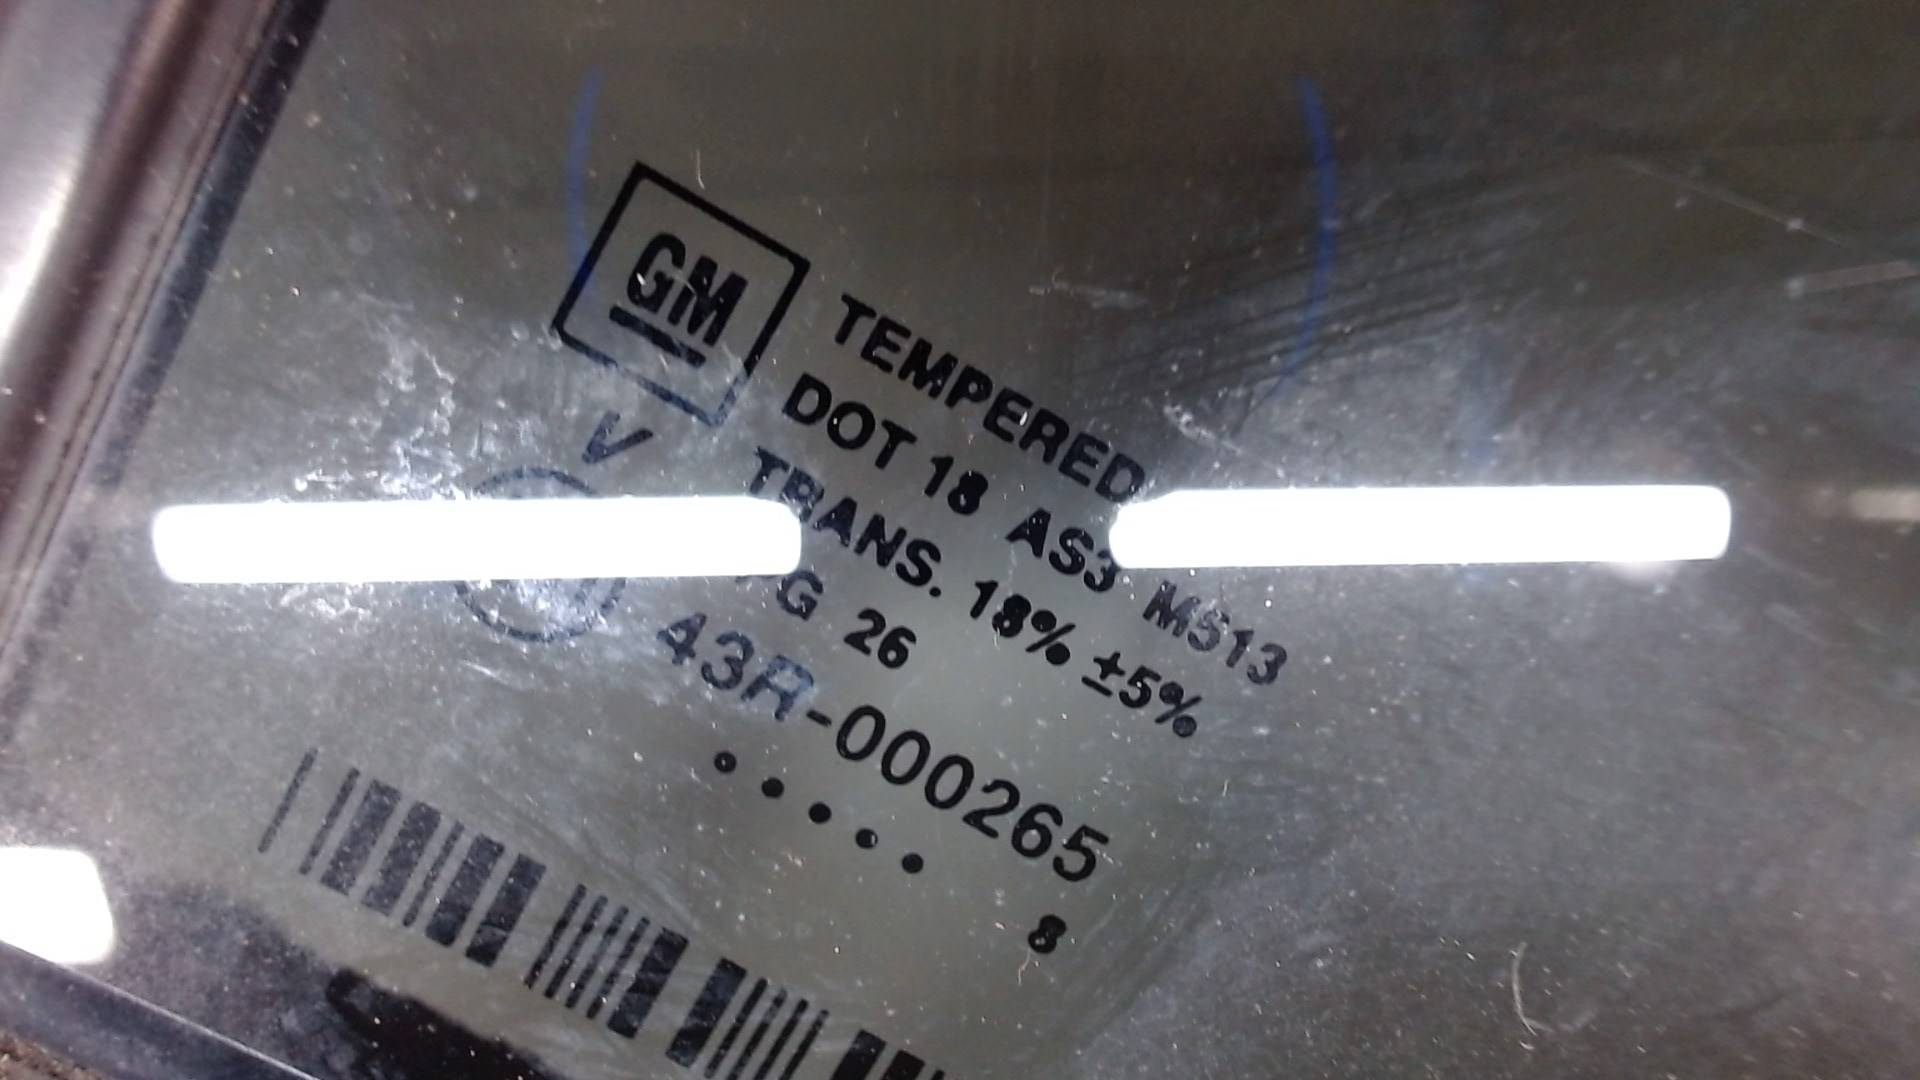 GM
TEMPERED
DOT 18 AS3 M513
TRANS. 18% ±5%
V
G 26
43R-000265
8